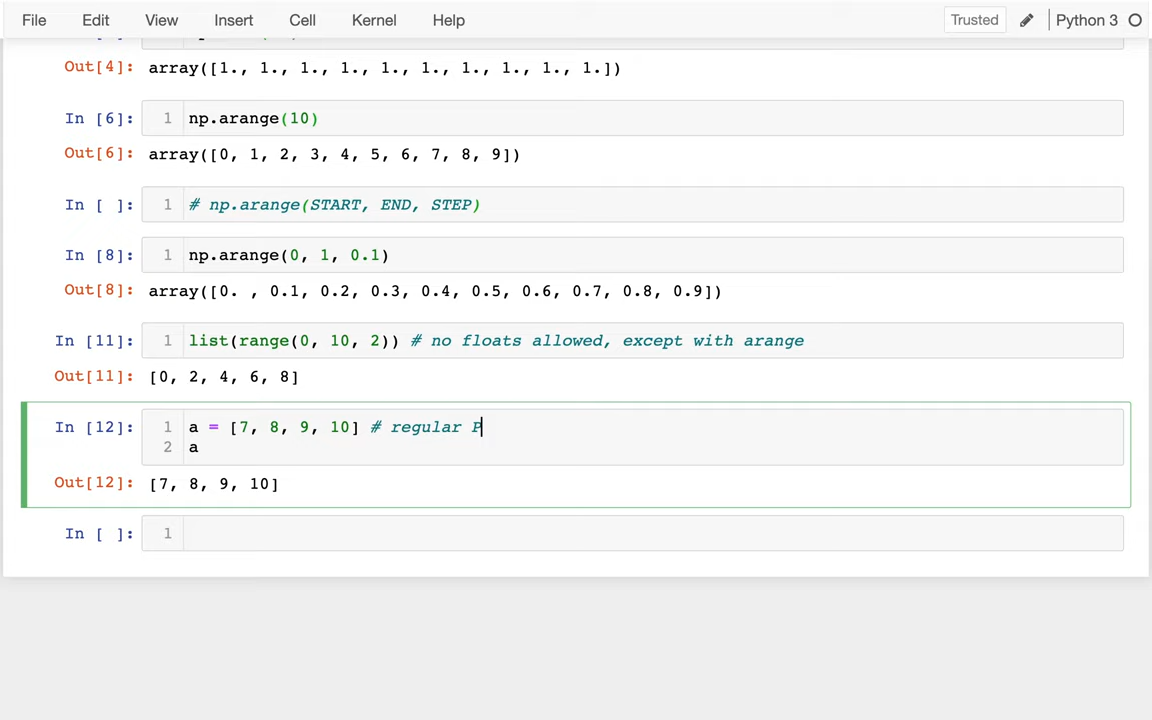 File Edit View Insert Cell Kernel Help Trusted Python 3
Out[4]: array([1., 1., 1., 1., 1., 1., 1., 1., 1., 1.])
In [6]: 1 np.arange(10)
Out[6]: array([0, 1, 2, 3, 4, 5, 6, 7, 8, 9])
In [ ]: 1 # np.arange(START, END, STEP)
In [8]: 1 np.arange(0, 1, 0.1)
Out[8]: array([0. , 0.1, 0.2, 0.3, 0.4, 0.5, 0.6, 0.7, 0.8, 0.9])
In [11]: 1 list(range(0, 10, 2)) # no floats allowed, except with arange
Out[11]: [0, 2, 4, 6, 8]
In [12]: 1 a = [7, 8, 9, 10] # regular P
2 a
Out[12]: [7, 8, 9, 10]
In [ ]: 1